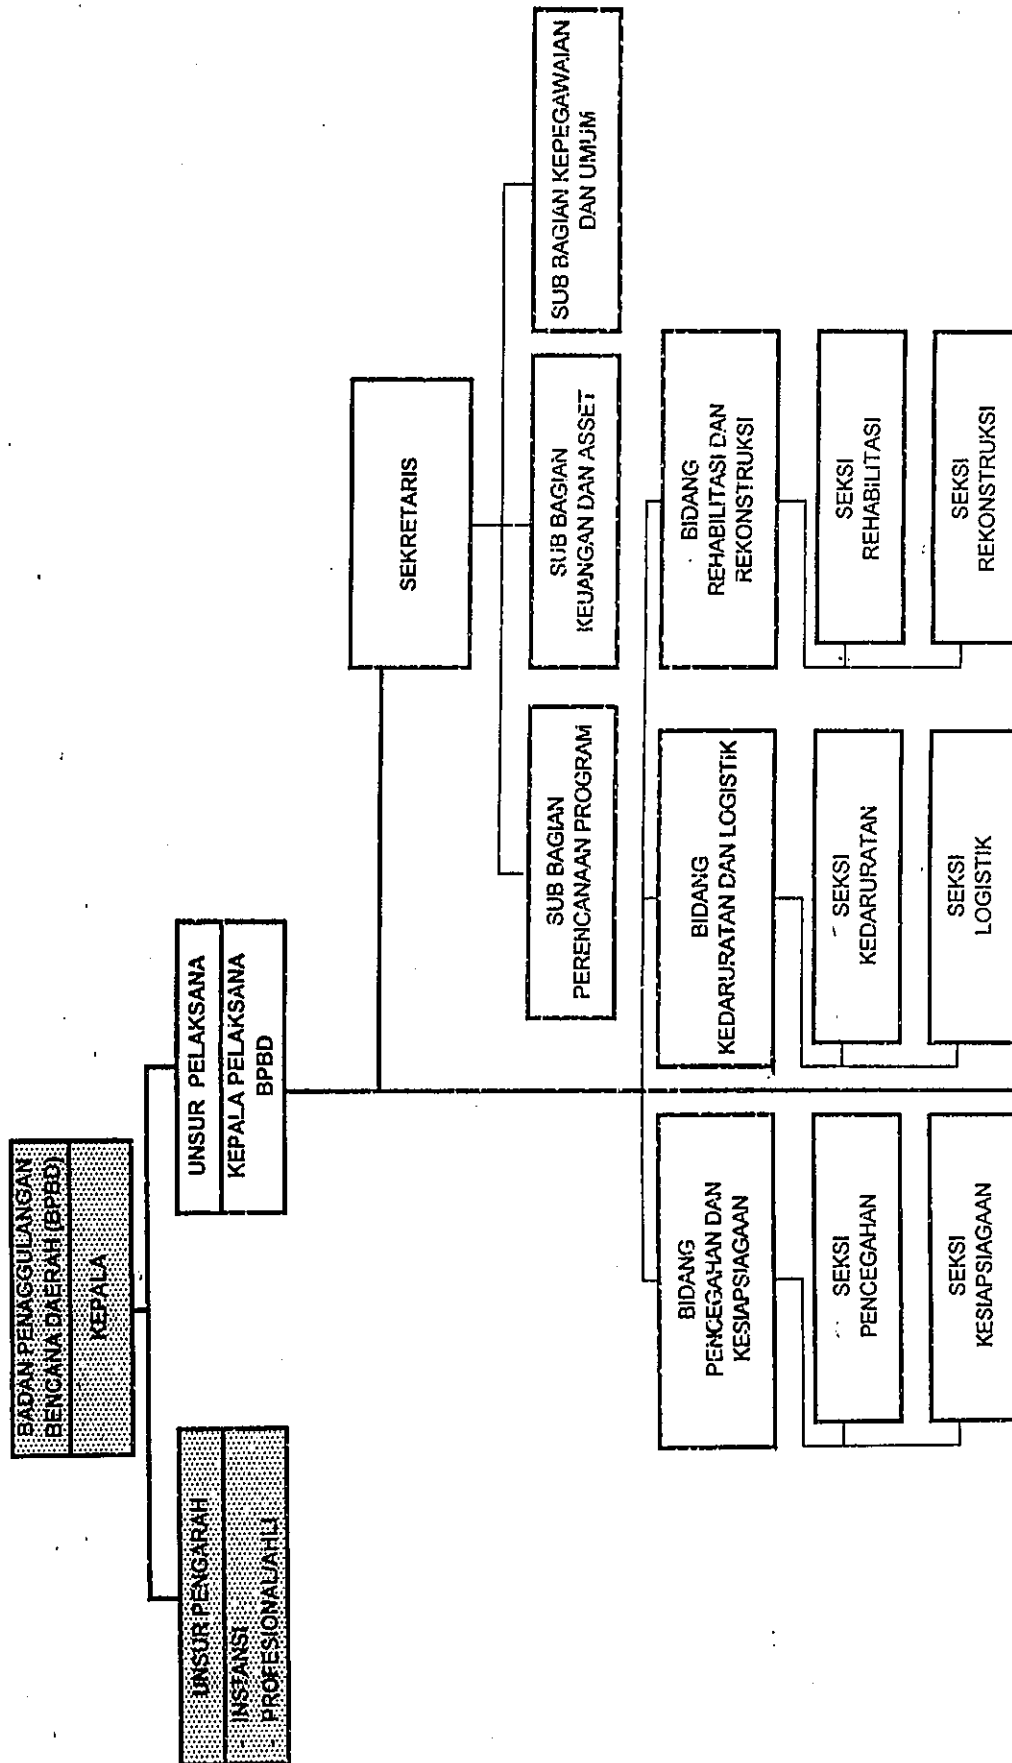 BADAN PENAGGULANGAN
BENCANA DAERAH (BPBD)
KEPALA
UNSUR PENGARAH
- INSTANSI
- PROFESIONAL/AHLI
UNSUR PELAKSANA
KEPALA PELAKSANA
BPBD
SEKRETARIS
SUB BAGIAN
PERENCANAAN PROGRAM
SUB BAGIAN
KEUANGAN DAN ASSET
SUB BAGIAN KEPEGAWAIAN
DAN UMUM
BIDANG
PENCEGAHAN DAN
KESIAPSIAGAAN
BIDANG
KEDARURATAN DAN LOGISTIK
BIDANG
REHABILITASI DAN
REKONSTRUKSI
SEKSI
PENCEGAHAN
SEKSI
KEDARURATAN
SEKSI
REHABILITASI
SEKSI
KESIAPSIAGAAN
SEKSI
LOGISTIK
SEKSI
REKONSTRUKSI